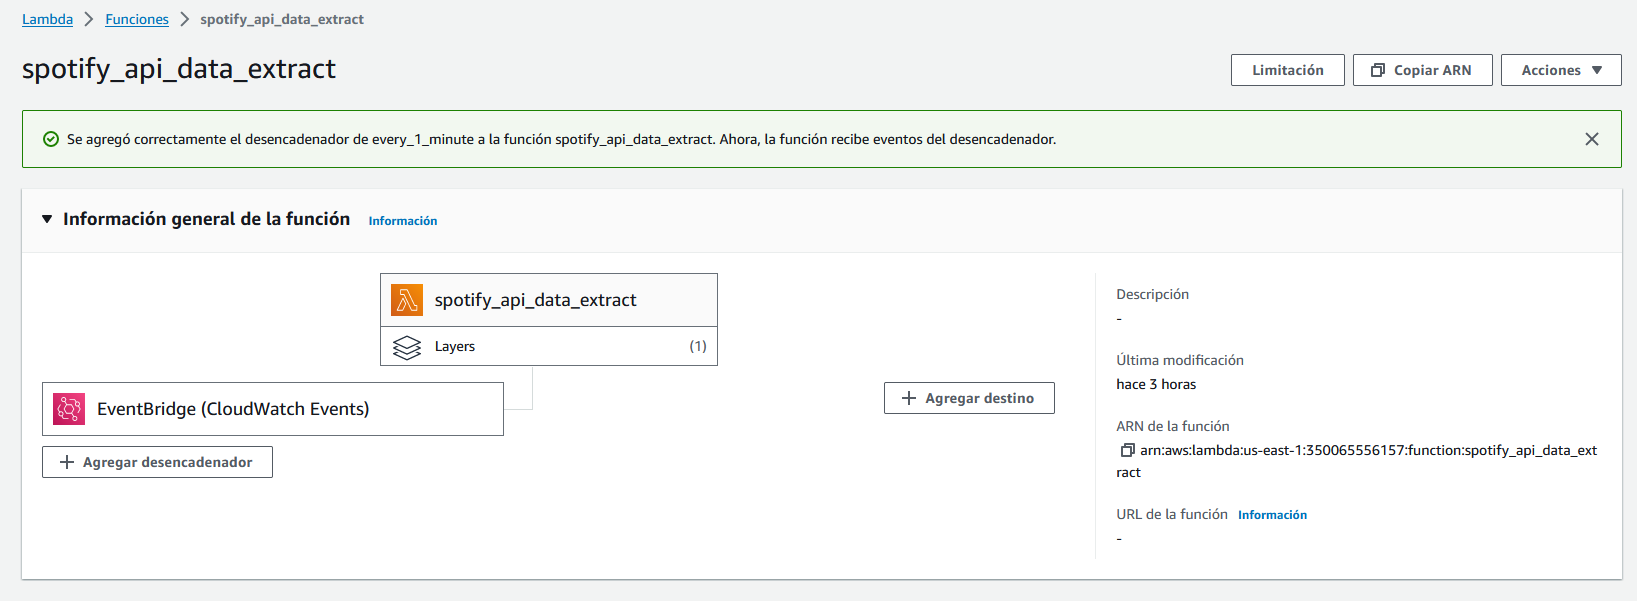 Lambda > Funciones > spotify_api_data_extract
spotify_api_data_extract
Limitación
Copiar ARN
Acciones
Se agregó correctamente el desencadenador de every_1_minute a la función spotify_api_data_extract. Ahora, la función recibe eventos del desencadenador.
Información general de la función Información
spotify_api_data_extract
Layers (1)
EventBridge (CloudWatch Events)
+ Agregar desencadenador
+ Agregar destino
Descripción
-
Última modificación
hace 3 horas
ARN de la función
arn:aws:lambda:us-east-1:350065556157:function:spotify_api_data_ext
ract
URL de la función Información
-